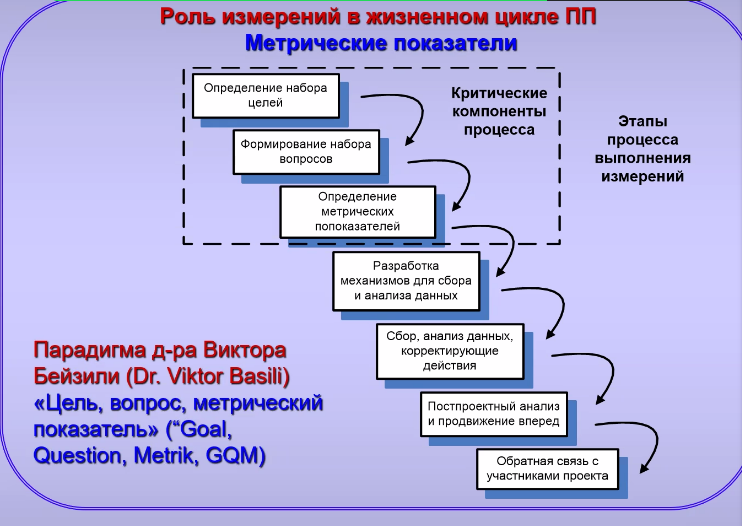 Роль измерений в жизненном цикле ПП
Метрические показатели
Определение набора
целей
Критические
компоненты
процесса
Этапы
процесса
выполнения
измерений
Формирование набора
вопросов
Определение
метрических
попоказателей
Разработка
механизмов для сбора
и анализа данных
Сбор, анализ данных,
корректирующие
действия
Постпроектный анализ
и продвижение вперед
Обратная связь с
участниками проекта
Парадигма д-ра Виктора
Бейзили (Dr. Viktor Basili)
«Цель, вопрос, метрический
показатель» (“Goal,
Question, Metrik, GQM)